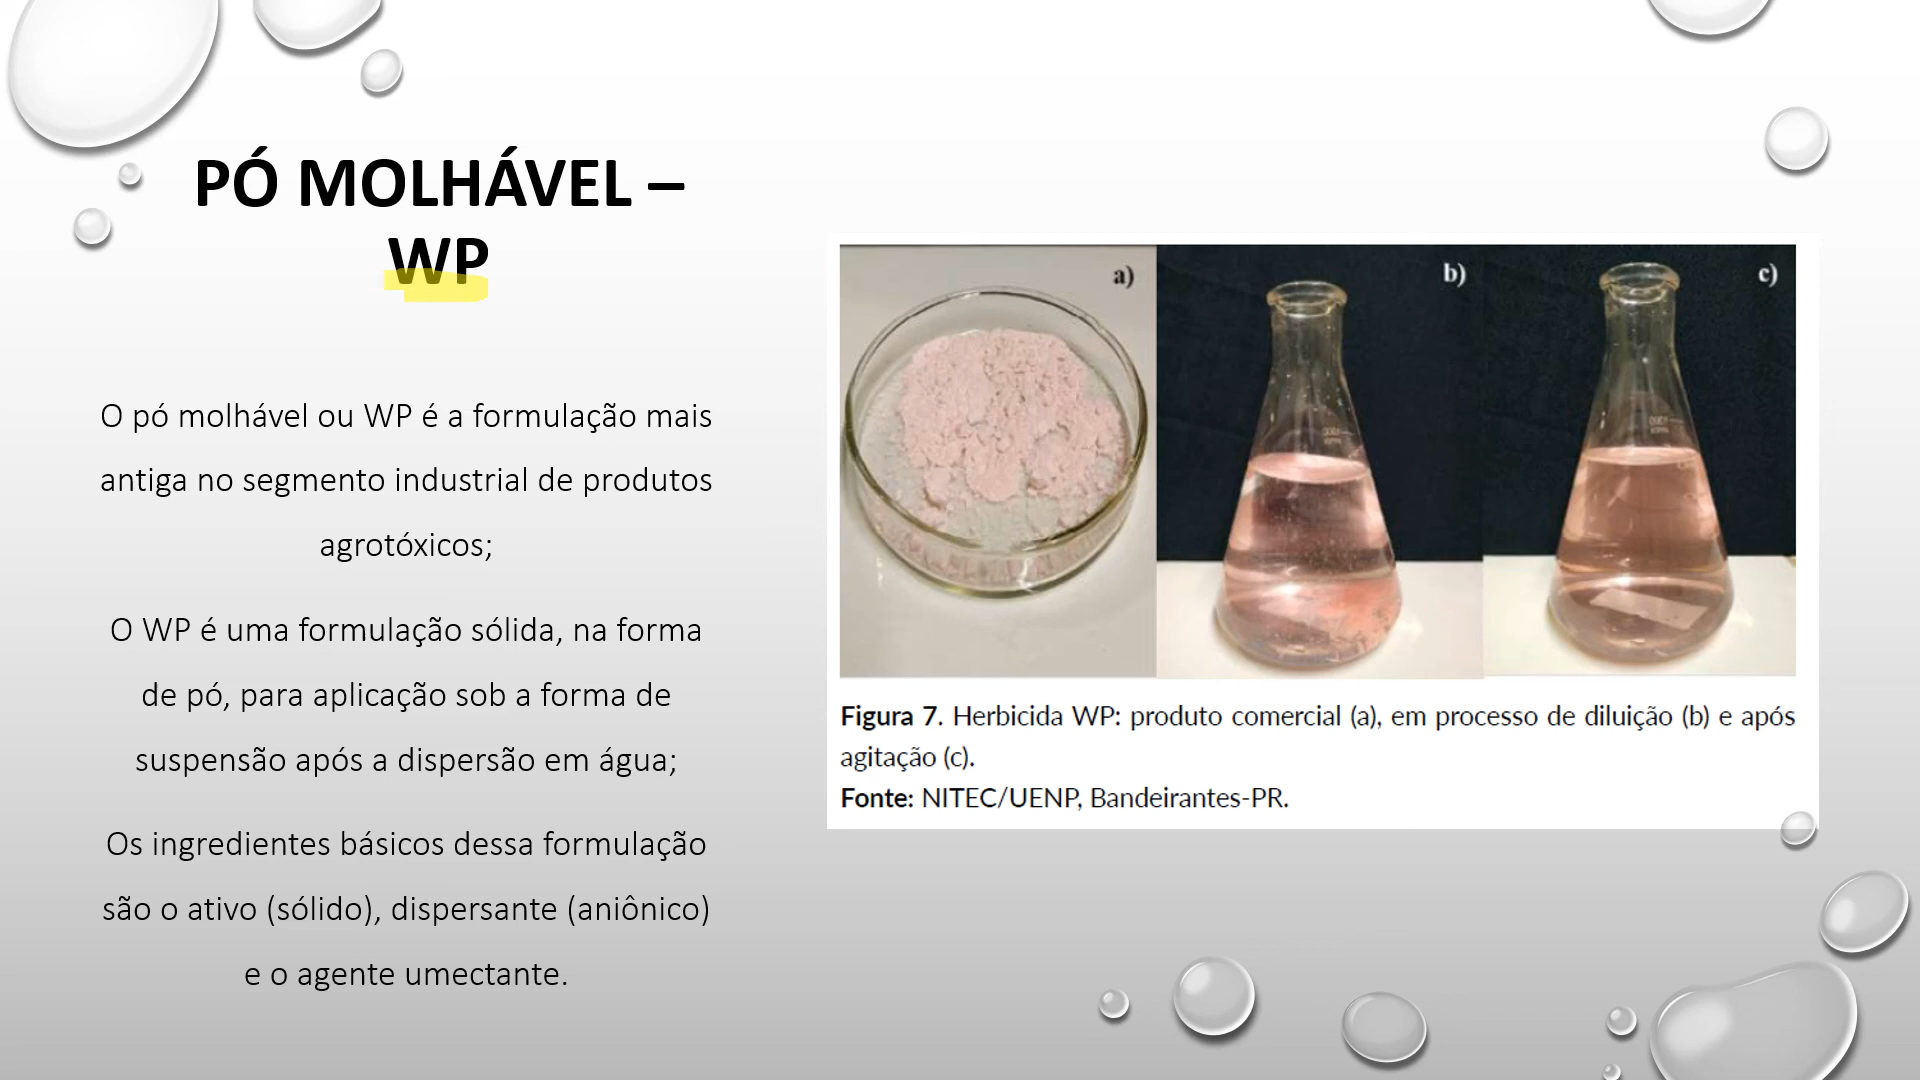 PÓ MOLHÁVEL –
WP
O pó molhável ou WP é a formulação mais
antiga no segmento industrial de produtos
agrotóxicos;
O WP é uma formulação sólida, na forma
de pó, para aplicação sob a forma de
suspensão após a dispersão em água;
Os ingredientes básicos dessa formulação
são o ativo (sólido), dispersante (aniônico)
e o agente umectante.
a)
b)
c)
Figura 7. Herbicida WP: produto comercial (a), em processo de diluição (b) e após
agitação (c).
Fonte: NITEC/UENP, Bandeirantes-PR.